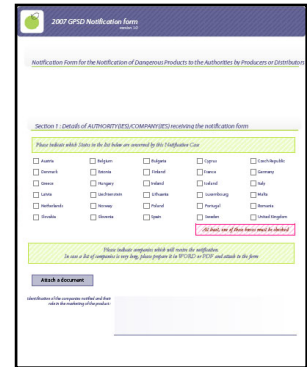 2007 GPSD Notification form
version 1.0
Notification Form for the Notification of Dangerous Products to the Authorities by Producers or Distributors
Section 1 : Details of AUTHORITY(IES)/COMPANY(IES) receiving the notification form
Please indicate which States in the list below are concerned by this Notification Case
Austria Belgium Bulgaria Cyprus Czech Republic
Denmark Estonia Finland France Germany
Greece Hungary Ireland Iceland Italy
Latvia Liechtenstein Lithuania Luxembourg Malta
Netherlands Norway Poland Portugal Romania
Slovakia Slovenia Spain Sweden United Kingdom
At least, one of these boxes must be checked
Please indicate companies which will receive the notification.
In case a list of companies is very long, please prepare it in WORD or PDF and attach to the form
Attach a document
Identification of the companies notified and their
role in the marketing of the product: